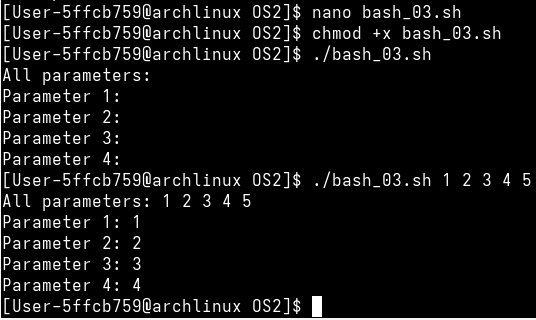 [User-5ffcb759@archlinux OS2]$ nano bash_03.sh
[User-5ffcb759@archlinux OS2]$ chmod +x bash_03.sh
[User-5ffcb759@archlinux OS2]$ ./bash_03.sh
All parameters:
Parameter 1:
Parameter 2:
Parameter 3:
Parameter 4:
[User-5ffcb759@archlinux OS2]$ ./bash_03.sh 1 2 3 4 5
All parameters: 1 2 3 4 5
Parameter 1: 1
Parameter 2: 2
Parameter 3: 3
Parameter 4: 4
[User-5ffcb759@archlinux OS2]$